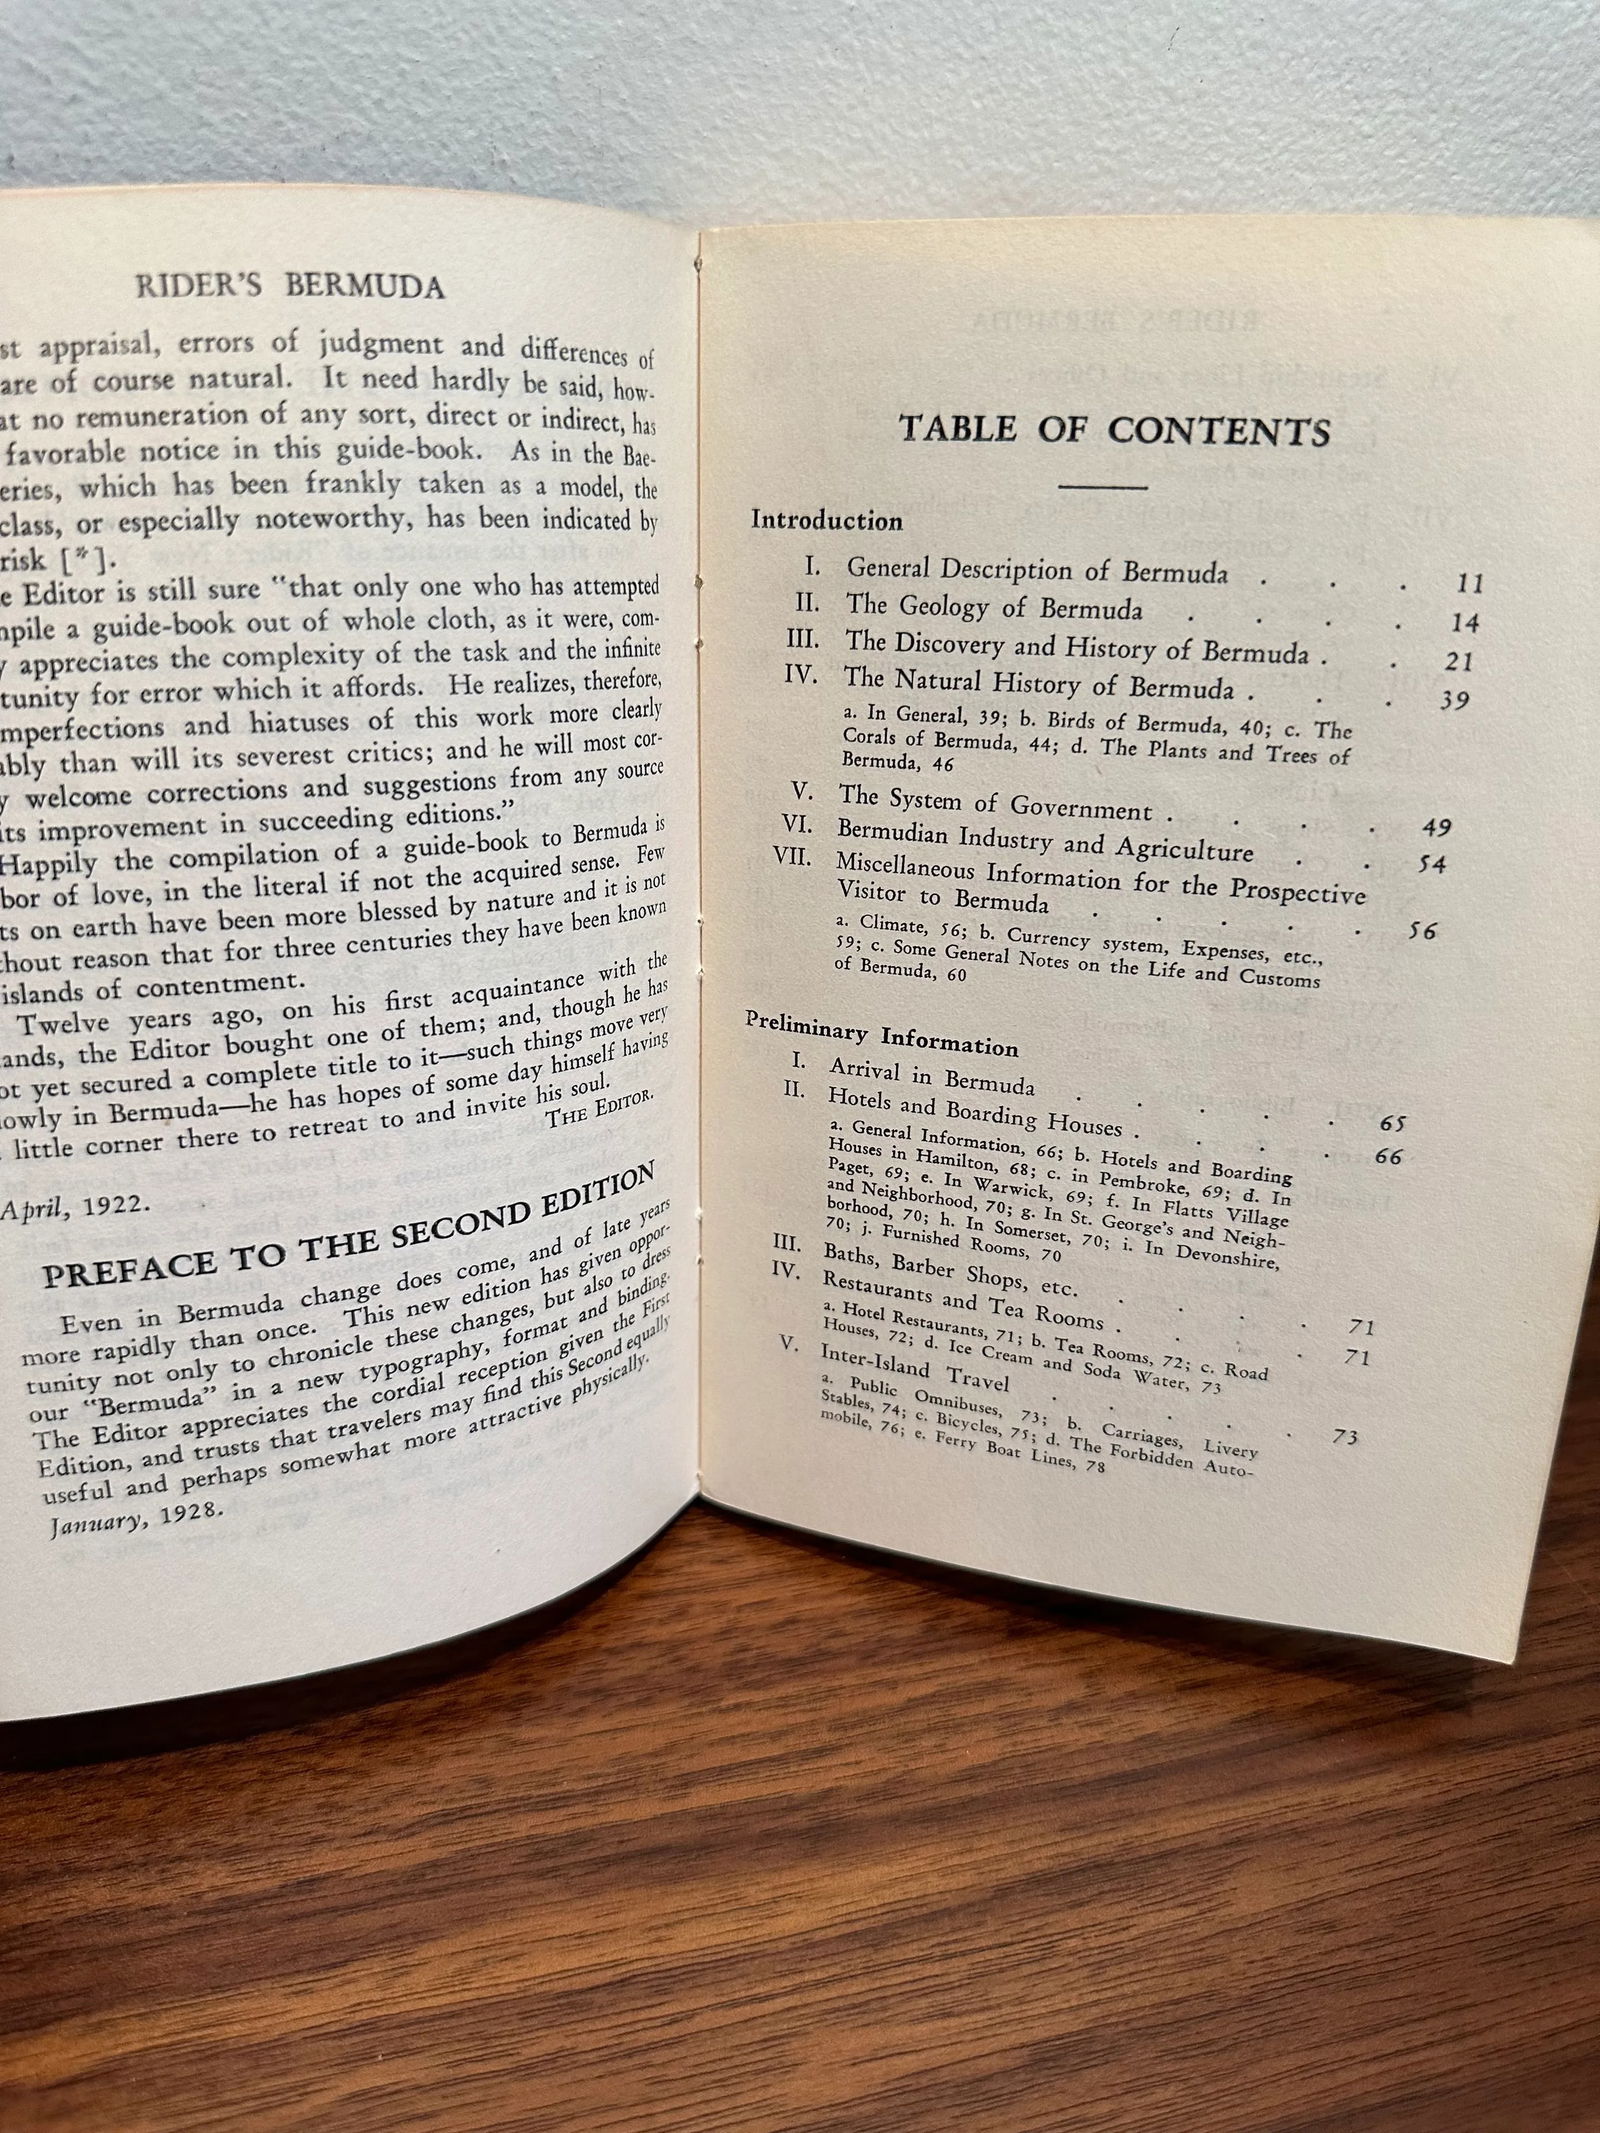 RIDER'S BERMUDA
st appraisal, errors of judgment and differences of
are of course natural. It need hardly be said, how-
at no remuneration of any sort, direct or indirect, has
favorable notice in this guide-book. As in the Bae-
eries, which has been frankly taken as a model, the
class, or especially noteworthy, has been indicated by
risk [*].
e Editor is still sure "that only one who has attempted
mpile a guide-book out of whole cloth, as it were, com-
y appreciates the complexity of the task and the infinite
tunity for error which it affords. He realizes, therefore,
mperfections and hiatuses of this work more clearly
ably than will its severest critics; and he will most cor-
y welcome corrections and suggestions from any source
its improvement in succeeding editions."
Happily the compilation of a guide-book to Bermuda is
bor of love, in the literal if not the acquired sense. Few
ts on earth have been more blessed by nature and it is not
thout reason that for three centuries they have been known
islands of contentment.
Twelve years ago, on his first acquaintance with the
ands, the Editor bought one of them; and, though he has
ot yet secured a complete title to it—such things move very
owly in Bermuda—he has hopes of some day himself having
little corner there to retreat to and invite his soul.
THE EDITOR.
April, 1922.
PREFACE TO THE SECOND EDITION
Even in Bermuda change does come, and of late years
more rapidly than once. This new edition has given oppor-
tunity not only to chronicle these changes, but also to dress
our "Bermuda" in a new typography, format and binding.
The Editor appreciates the cordial reception given the First
Edition, and trusts that travelers may find this Second equally
useful and perhaps somewhat more attractive physically.
January, 1928.
TABLE OF CONTENTS
Introduction
I. General Description of Bermuda . . . 11
II. The Geology of Bermuda . . . . 14
III. The Discovery and History of Bermuda . . 21
IV. The Natural History of Bermuda . . . 39
a. In General, 39; b. Birds of Bermuda, 40; c. The
Corals of Bermuda, 44; d. The Plants and Trees of
Bermuda, 46
V. The System of Government . . . . 49
VI. Bermudian Industry and Agriculture . . 54
VII. Miscellaneous Information for the Prospective
Visitor to Bermuda . . . . . 56
a. Climate, 56; b. Currency system, Expenses, etc.,
59; c. Some General Notes on the Life and Customs
of Bermuda, 60
Preliminary Information
I. Arrival in Bermuda . . . . . 65
II. Hotels and Boarding Houses . . . . 66
a. General Information, 66; b. Hotels and Boarding
Houses in Hamilton, 68; c. in Pembroke, 69; d. In
Paget, 69; e. In Warwick, 69; f. In Flatts Village
and Neighborhood, 70; g. In St. George's and Neigh-
borhood, 70; h. In Somerset, 70; i. In Devonshire,
70; j. Furnished Rooms, 70
III. Baths, Barber Shops, etc. . . . . 71
IV. Restaurants and Tea Rooms . . . . 71
a. Hotel Restaurants, 71; b. Tea Rooms, 72; c. Road
Houses, 72; d. Ice Cream and Soda Water, 73
V. Inter-Island Travel . . . . . 73
a. Public Omnibuses, 73; b. Carriages, Livery
Stables, 74; c. Bicycles, 75; d. The Forbidden Auto-
mobile, 76; e. Ferry Boat Lines, 78